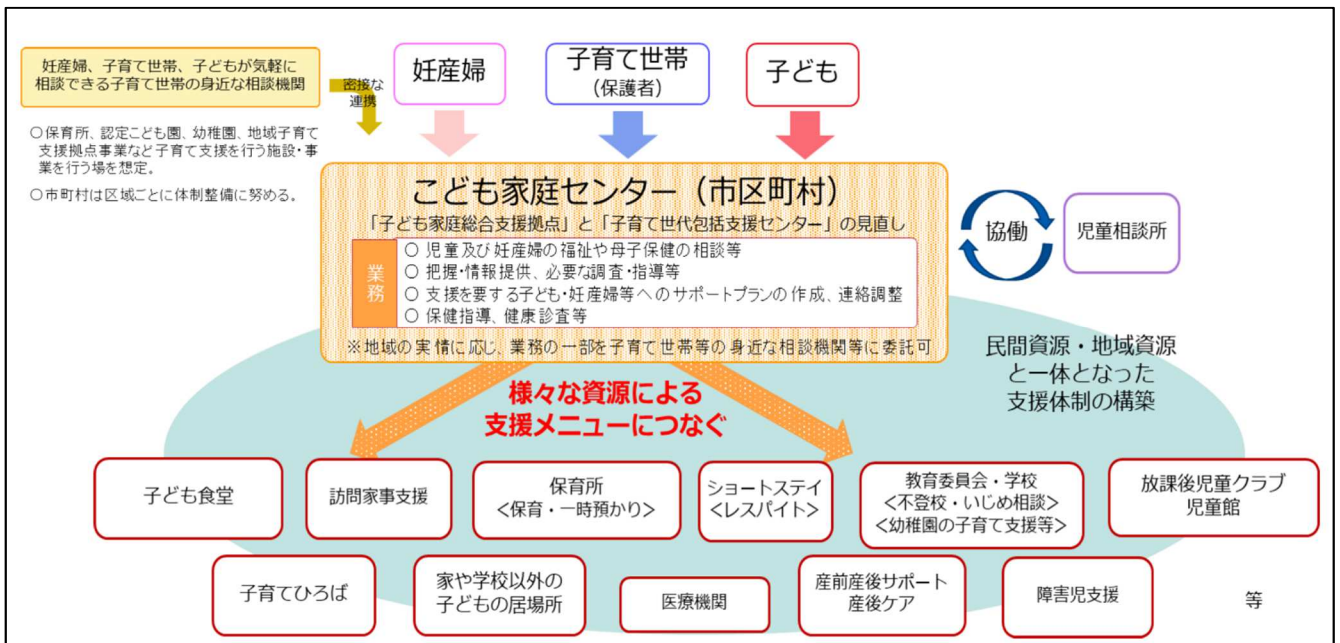 妊産婦、子育て世帯、子どもが気軽に
相談できる子育て世帯の身近な相談機関
密接な
連携
○保育所、認定こども園、幼稚園、地域子育て
支援拠点事業など子育て支援を行う施設・事
業を行う場を想定。
○市町村は区域ごとに体制整備に努める。
妊産婦
子育て世帯
（保護者）
子ども
こども家庭センター（市区町村）
「子ども家庭総合支援拠点」と「子育て世代包括支援センター」の見直し
業務
○ 児童及び妊産婦の福祉や母子保健の相談等
○ 把握・情報提供、必要な調査・指導等
○ 支援を要する子ども・妊産婦等へのサポートプランの作成、連絡調整
○ 保健指導、健康診査等
※地域の実情に応じ、業務の一部を子育て世帯等の身近な相談機関等に委託可
協働
児童相談所
民間資源・地域資源
と一体となった
支援体制の構築
様々な資源による
支援メニューにつなぐ
子ども食堂
訪問家事支援
保育所
<保育・一時預かり>
ショートステイ
<レスパイト>
教育委員会・学校
<不登校・いじめ相談>
<幼稚園の子育て支援等>
放課後児童クラブ
児童館
子育てひろば
家や学校以外の
子どもの居場所
医療機関
産前産後サポート
産後ケア
障害児支援
等